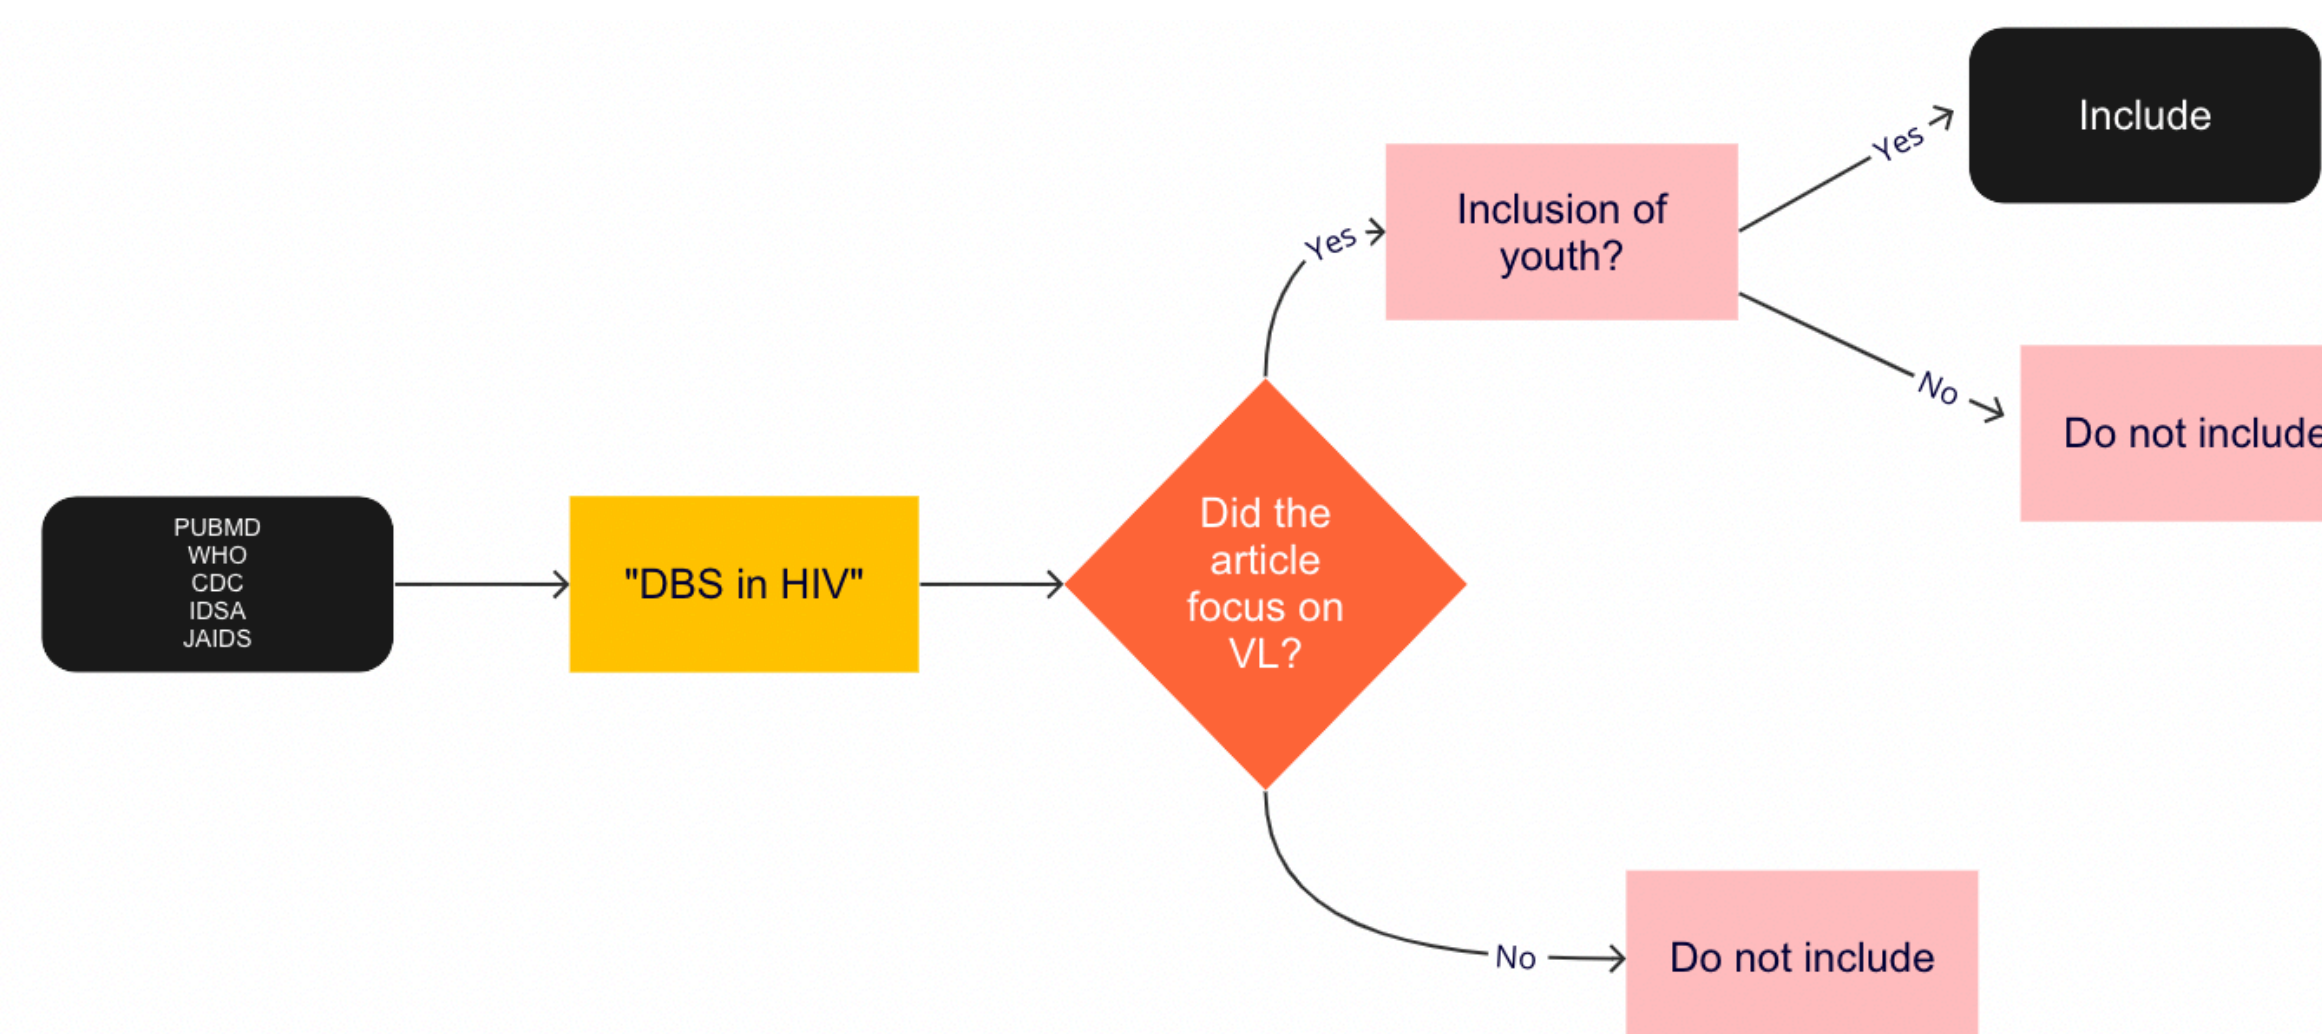 PUBMD
WHO
CDC
IDSA
JAIDS
"DBS in HIV"
Did the
article
focus on
VL?
Yes
Inclusion of
youth?
Yes
Include
No
Do not include
No
Do not include